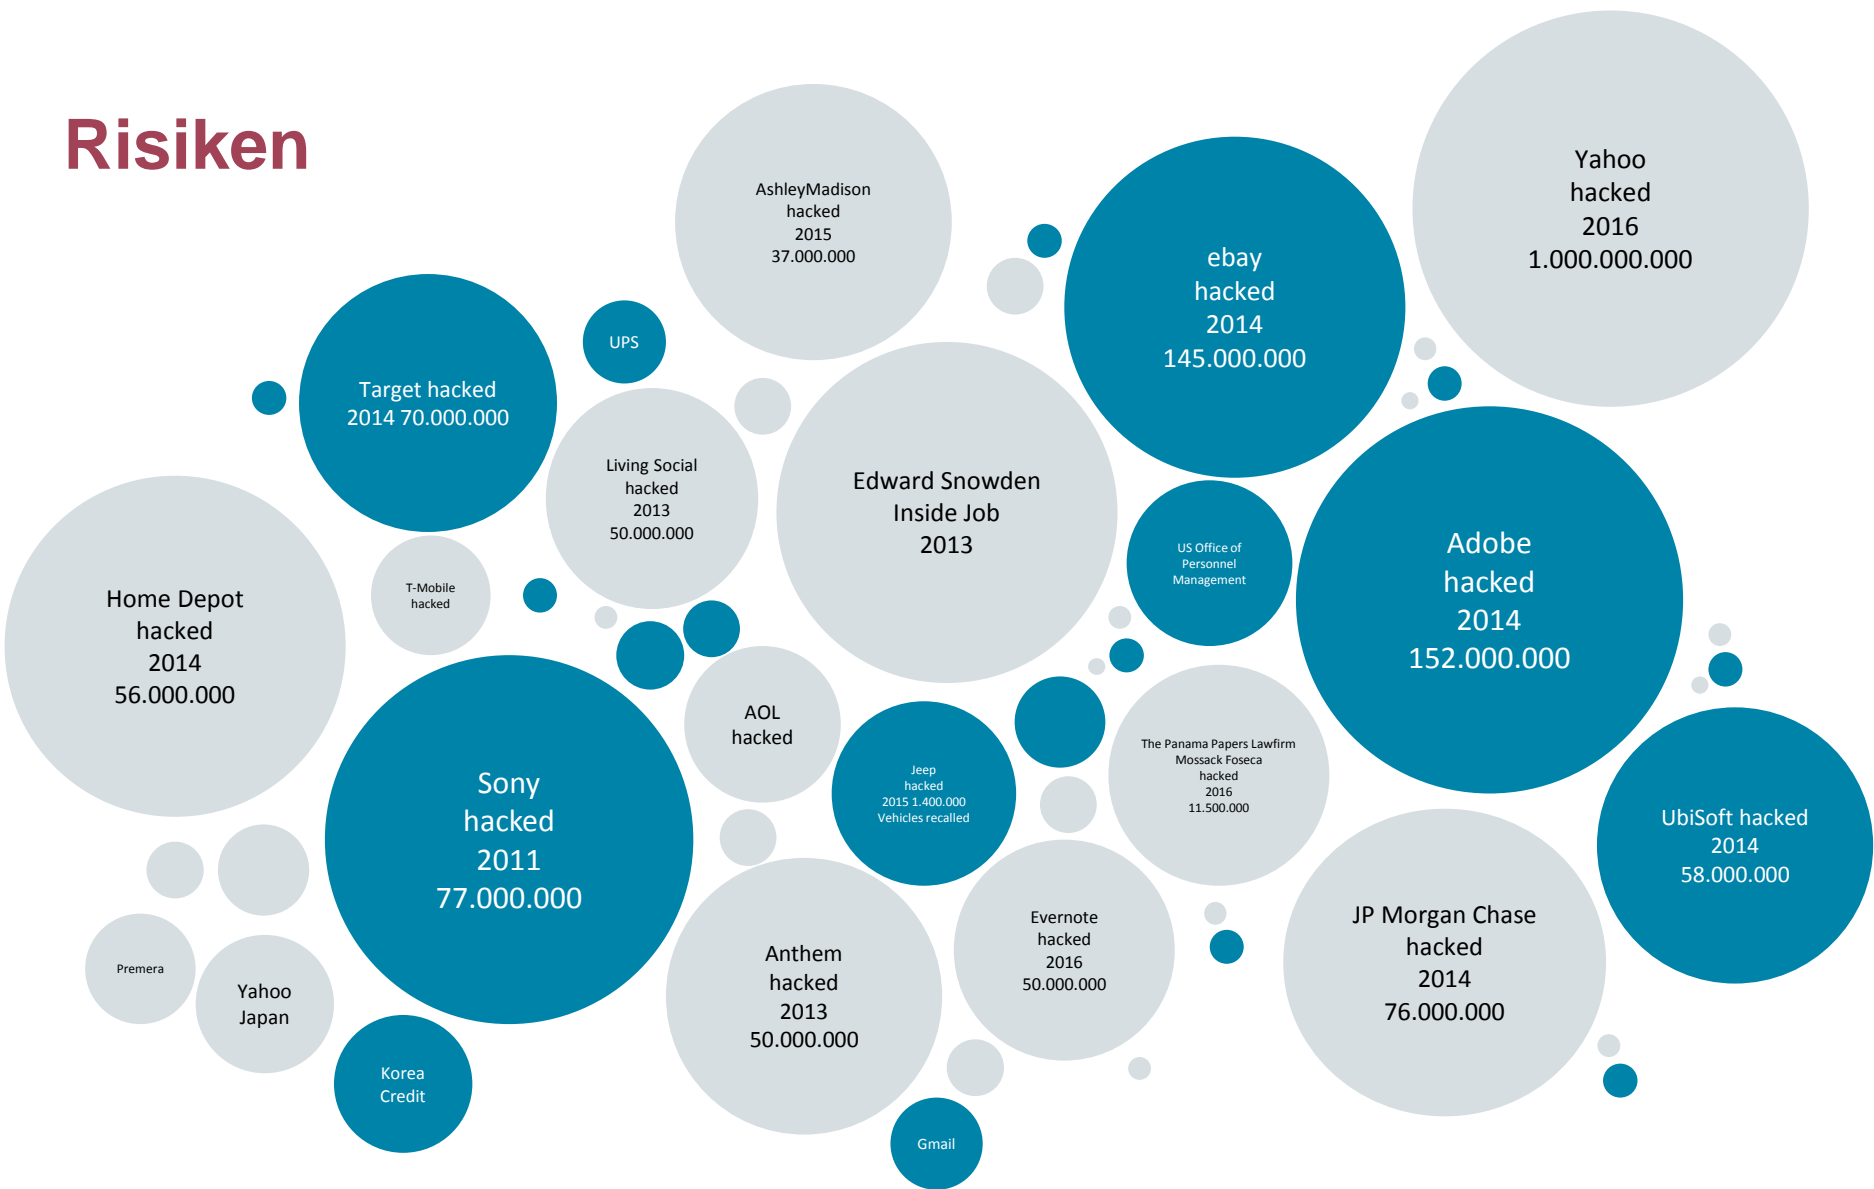 Risiken
AshleyMadison
hacked
2015
37.000.000
Yahoo
hacked
2016
1.000.000.000
ebay
hacked
2014
145.000.000
UPS
Target hacked
2014 70.000.000
Living Social
hacked
2013
50.000.000
Edward Snowden
Inside Job
2013
US Office of
Personnel
Management
Adobe
hacked
2014
152.000.000
Home Depot
hacked
2014
56.000.000
T-Mobile
hacked
AOL
hacked
Sony
hacked
2011
77.000.000
Jeep
hacked
2015 1.400.000
Vehicles recalled
The Panama Papers Lawfirm
Mossack Foseca
hacked
2016
11.500.000
UbiSoft hacked
2014
58.000.000
JP Morgan Chase
hacked
2014
76.000.000
Evernote
hacked
2016
50.000.000
Anthem
hacked
2013
50.000.000
Premera
Yahoo
Japan
Korea
Credit
Gmail